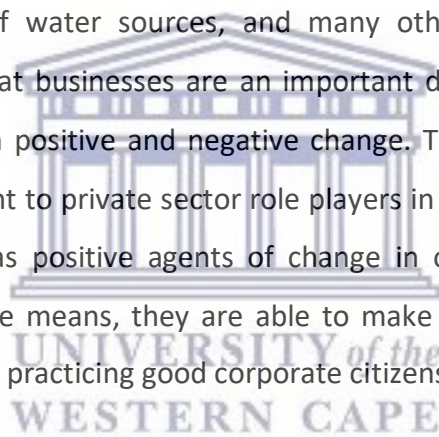 of water sources, and many oth
at businesses are an important d
positive and negative change. T
nt to private sector role players in
as positive agents of change in
e means, they are able to make
UNIVERSITY of the
practicing good corporate citizens
WESTERN CAPE